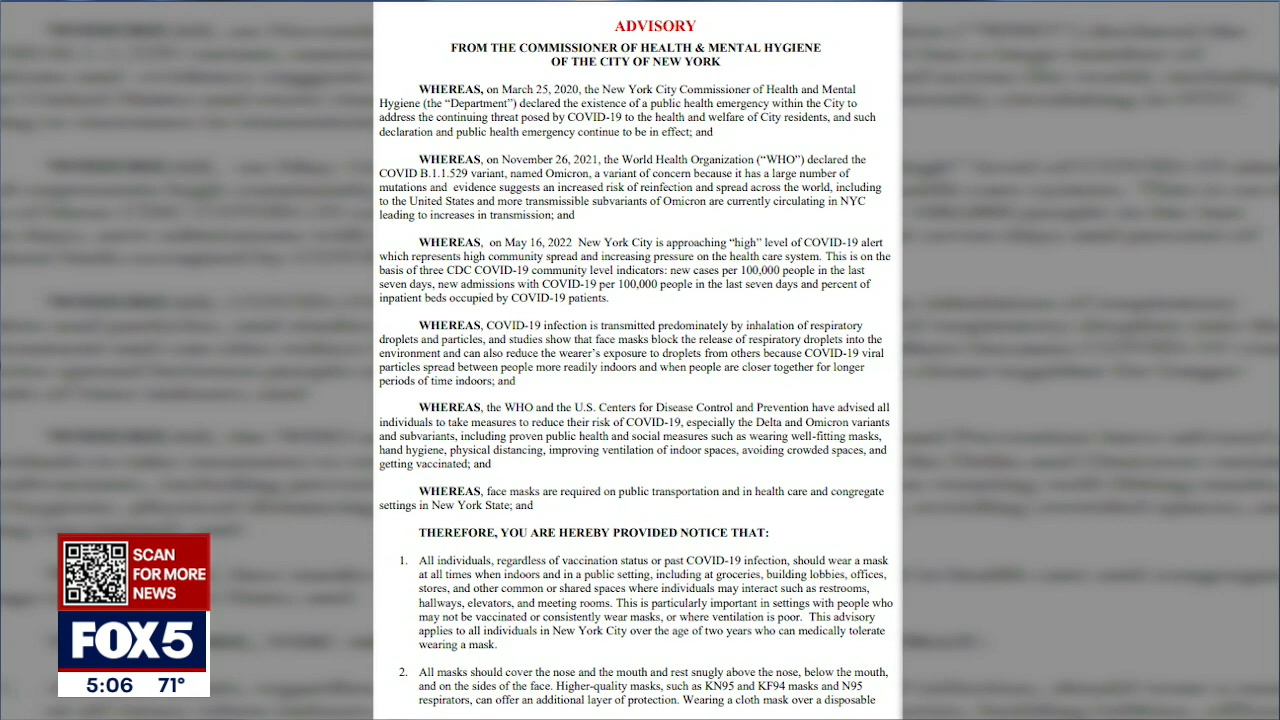 ADVISORY
FROM THE COMMISSIONER OF HEALTH & MENTAL HYGIENE
OF THE CITY OF NEW YORK
WHEREAS, on March 25, 2020, the New York City Commissioner of Health and Mental
Hygiene (the “Department”) declared the existence of a public health emergency within the City to
address the continuing threat posed by COVID-19 to the health and welfare of City residents, and such
declaration and public health emergency continue to be in effect; and
WHEREAS, on November 26, 2021, the World Health Organization (“WHO”) declared the
COVID B.1.1.529 variant, named Omicron, a variant of concern because it has a large number of
mutations and evidence suggests an increased risk of reinfection and spread across the world, including
to the United States and more transmissible subvariants of Omicron are currently circulating in NYC
leading to increases in transmission; and
WHEREAS, on May 16, 2022 New York City is approaching “high” level of COVID-19 alert
which represents high community spread and increasing pressure on the health care system. This is on the
basis of three CDC COVID-19 community level indicators: new cases per 100,000 people in the last
seven days, new admissions with COVID-19 per 100,000 people in the last seven days and percent of
inpatient beds occupied by COVID-19 patients.
WHEREAS, COVID-19 infection is transmitted predominately by inhalation of respiratory
droplets and particles, and studies show that face masks block the release of respiratory droplets into the
environment and can also reduce the wearer’s exposure to droplets from others because COVID-19 viral
particles spread between people more readily indoors and when people are closer together for longer
periods of time indoors; and
WHEREAS, the WHO and the U.S. Centers for Disease Control and Prevention have advised all
individuals to take measures to reduce their risk of COVID-19, especially the Delta and Omicron variants
and subvariants, including proven public health and social measures such as wearing well-fitting masks,
hand hygiene, physical distancing, improving ventilation of indoor spaces, avoiding crowded spaces, and
getting vaccinated; and
WHEREAS, face masks are required on public transportation and in health care and congregate
settings in New York State; and
THEREFORE, YOU ARE HEREBY PROVIDED NOTICE THAT:
1. All individuals, regardless of vaccination status or past COVID-19 infection, should wear a mask
at all times when indoors and in a public setting, including at groceries, building lobbies, offices,
stores, and other common or shared spaces where individuals may interact such as restrooms,
hallways, elevators, and meeting rooms. This is particularly important in settings with people who
may not be vaccinated or consistently wear masks, or where ventilation is poor. This advisory
applies to all individuals in New York City over the age of two years who can medically tolerate
wearing a mask.
2. All masks should cover the nose and the mouth and rest snugly above the nose, below the mouth,
and on the sides of the face. Higher-quality masks, such as KN95 and KF94 masks and N95
respirators, can offer an additional layer of protection. Wearing a cloth mask over a disposable
SCAN
FOR MORE
NEWS
FOX5
5:06 71°